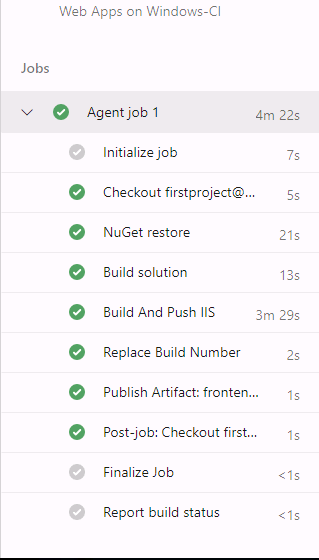 Web Apps on Windows-CI
Jobs
Agent job 1 4m 22s
Initialize job 7s
Checkout firstproject@... 5s
NuGet restore 21s
Build solution 13s
Build And Push IIS 3m 29s
Replace Build Number 2s
Publish Artifact: fronten... 1s
Post-job: Checkout first... 1s
Finalize Job <1s
Report build status <1s